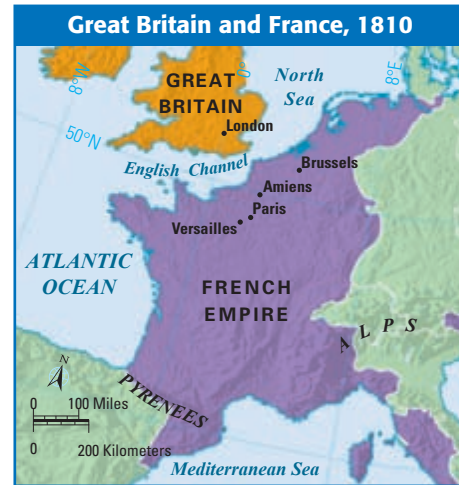 Great Britain and France, 1810
8°W
GREAT
BRITAIN
0°
North
Sea
8°E
50°N
London
English Channel
Brussels
Amiens
Paris
Versailles
ATLANTIC
OCEAN
FRENCH
EMPIRE
ALPS
N
PYRENEES
0 100 Miles
0 200 Kilometers
Mediterranean Sea